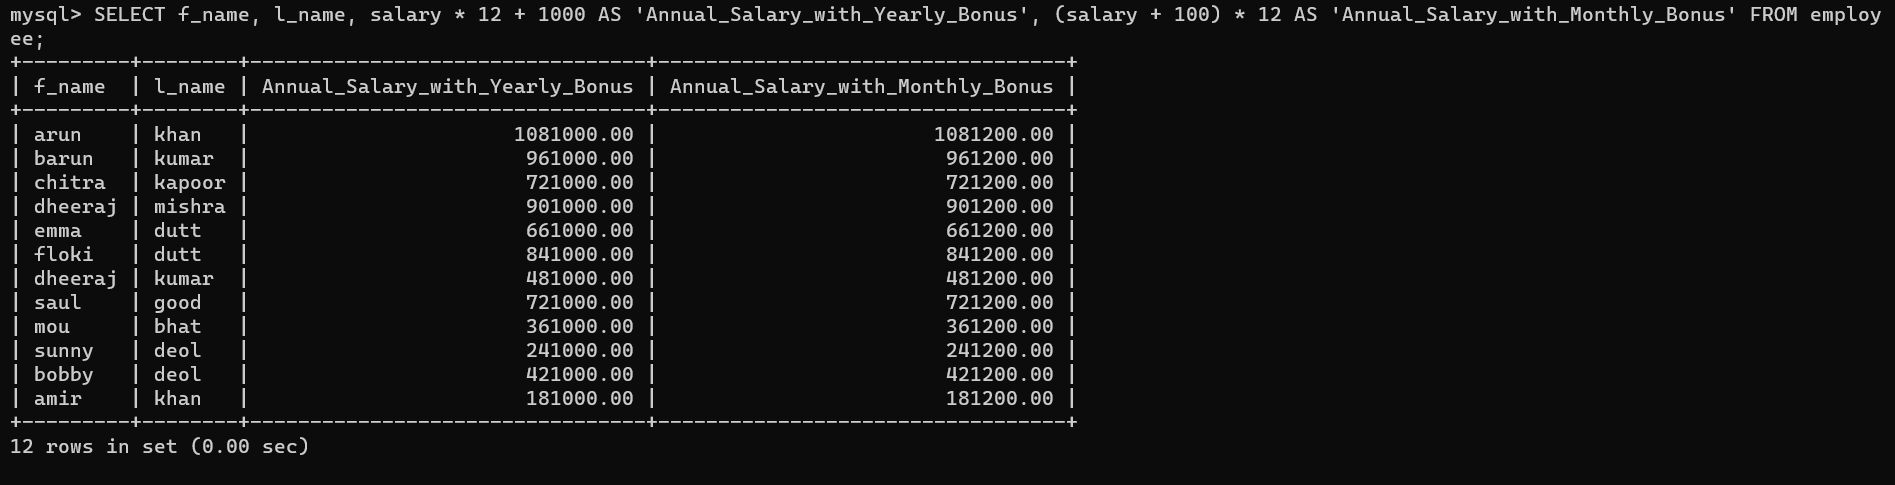 mysql> SELECT f_name, l_name, salary * 12 + 1000 AS 'Annual_Salary_with_Yearly_Bonus', (salary + 100) * 12 AS 'Annual_Salary_with_Monthly_Bonus' FROM employ
ee;
+---------+--------+---------------------------------+----------------------------------+
| f_name  | l_name | Annual_Salary_with_Yearly_Bonus | Annual_Salary_with_Monthly_Bonus |
+---------+--------+---------------------------------+----------------------------------+
| arun    | khan   |                      1081000.00 |                       1081200.00 |
| barun   | kumar  |                       961000.00 |                        961200.00 |
| chitra  | kapoor |                       721000.00 |                        721200.00 |
| dheeraj | mishra |                       901000.00 |                        901200.00 |
| emma    | dutt   |                       661000.00 |                        661200.00 |
| floki   | dutt   |                       841000.00 |                        841200.00 |
| dheeraj | kumar  |                       481000.00 |                        481200.00 |
| saul    | good   |                       721000.00 |                        721200.00 |
| mou     | bhat   |                       361000.00 |                        361200.00 |
| sunny   | deol   |                       241000.00 |                        241200.00 |
| bobby   | deol   |                       421000.00 |                        421200.00 |
| amir    | khan   |                       181000.00 |                        181200.00 |
+---------+--------+---------------------------------+----------------------------------+
12 rows in set (0.00 sec)